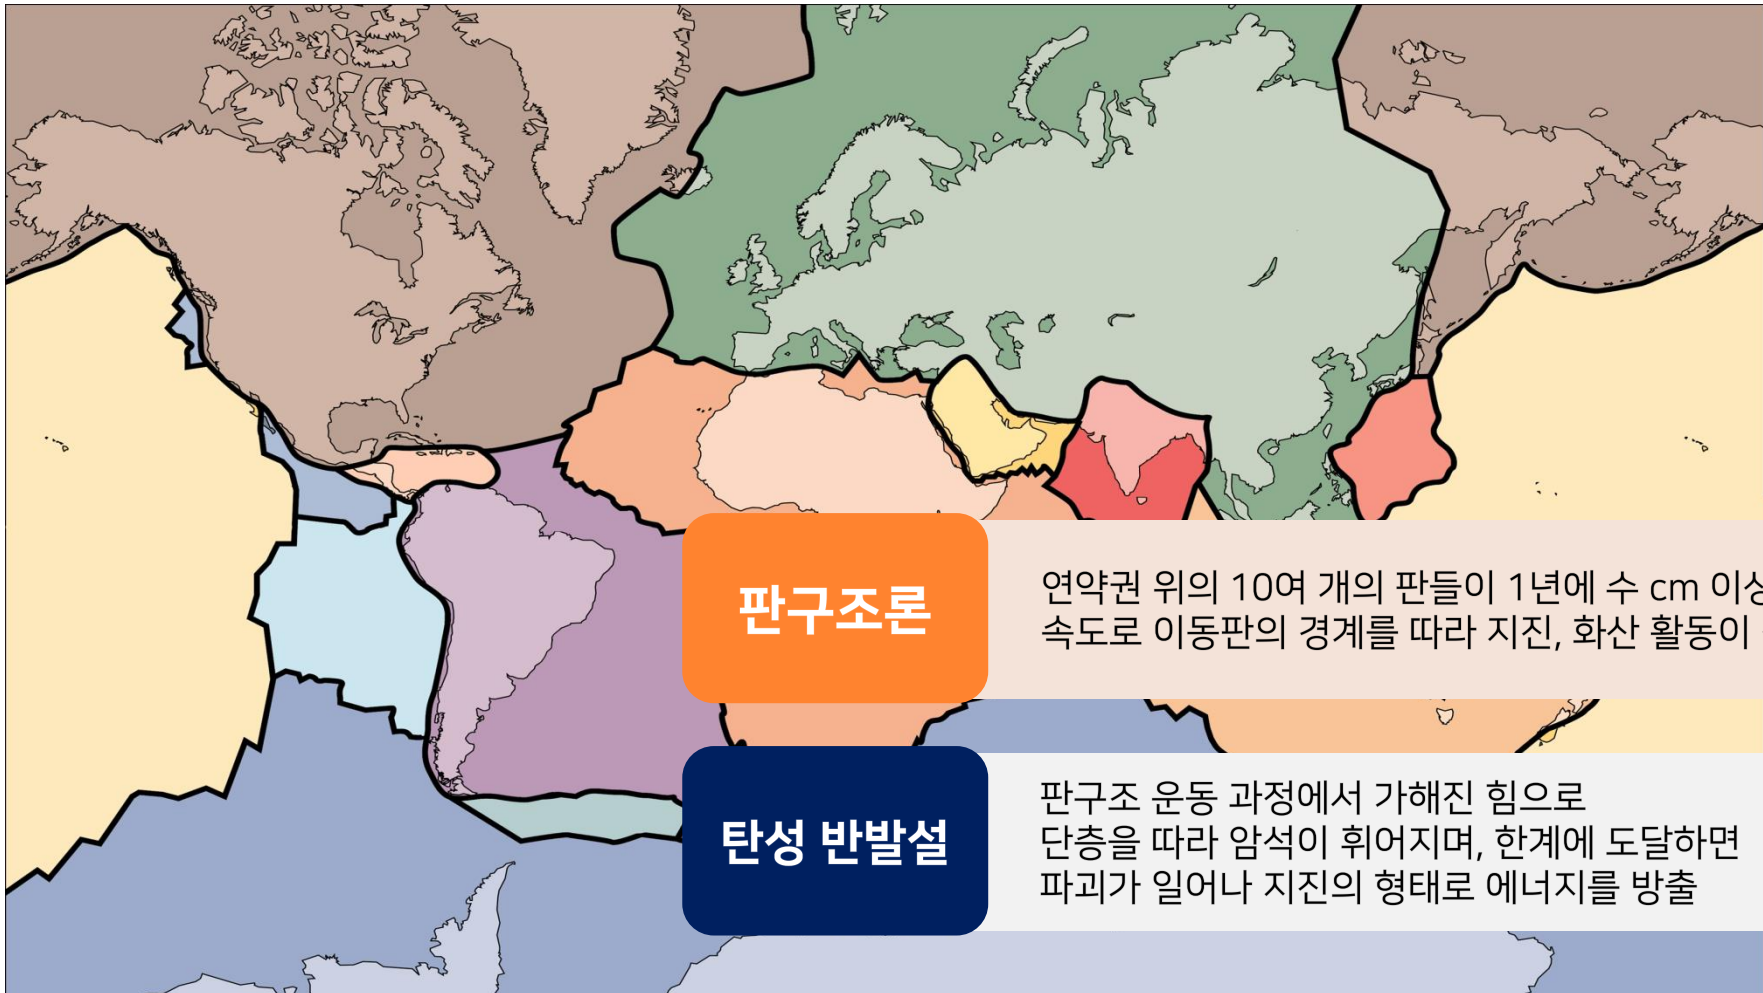 판구조론
연약권 위의 10여 개의 판들이 1년에 수 cm
속도로 이동판의 경계를 따라 지진, 화산 활동이
탄성 반발설
판구조 운동 과정에서 가해진 힘으로
단층을 따라 암석이 휘어지며, 한계에 도달하면
파괴가 일어나 지진의 형태로 에너지를 방출